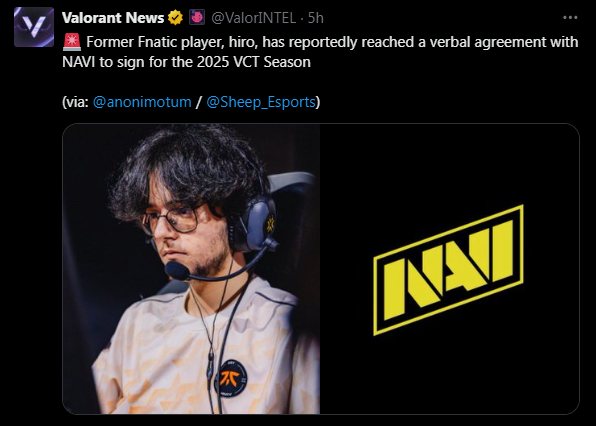 Valorant News @ValorINTEL · 5h
🚨 Former Fnatic player, hiro, has reportedly reached a verbal agreement with
NAVI to sign for the 2025 VCT Season
(via: @anonimotum / @Sheep_Esports)
NAVI